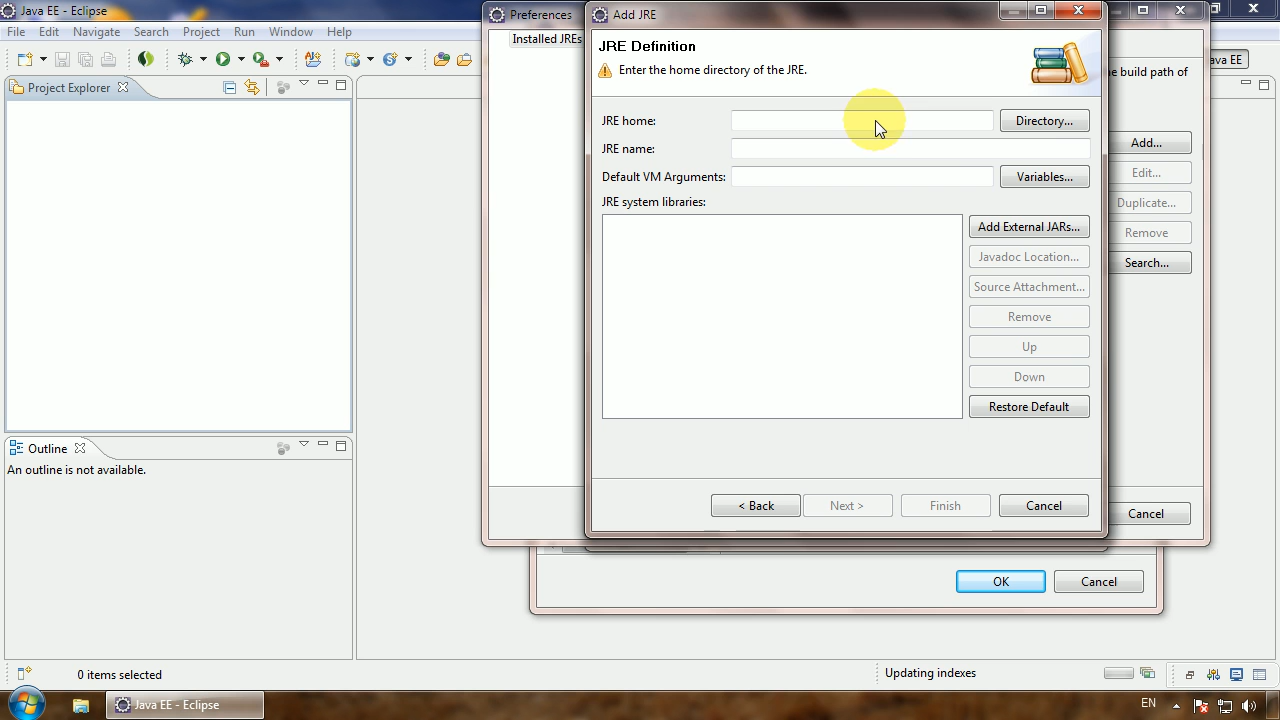 Java EE - Eclipse
File Edit Navigate Search Project Run Window Help
Project Explorer
Outline
An outline is not available.
0 items selected
Updating indexes
Java EE - Eclipse
EN
Preferences
Installed JREs
ava EE
he build path of
Add...
Edit...
Duplicate...
Remove
Search...
Cancel
OK Cancel
Add JRE
JRE Definition
Enter the home directory of the JRE.
JRE home: Directory...
JRE name:
Default VM Arguments: Variables...
JRE system libraries:
Add External JARs...
Javadoc Location...
Source Attachment...
Remove
Up
Down
Restore Default
< Back Next > Finish Cancel